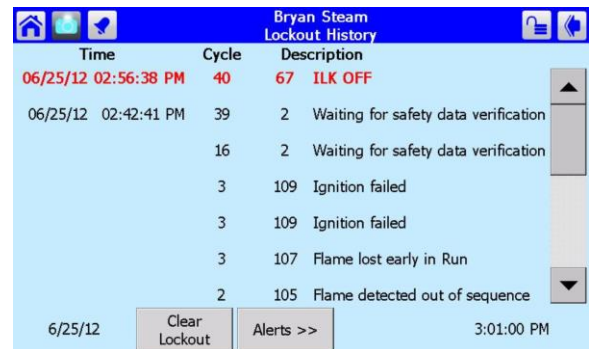 Bryan Steam
Lockout History
Time Cycle Description
06/25/12 02:56:38 PM 40 67 ILK OFF
06/25/12 02:42:41 PM 39 2 Waiting for safety data verification
16 2 Waiting for safety data verification
3 109 Ignition failed
3 109 Ignition failed
3 107 Flame lost early in Run
2 105 Flame detected out of sequence
6/25/12 Clear Lockout Alerts >> 3:01:00 PM